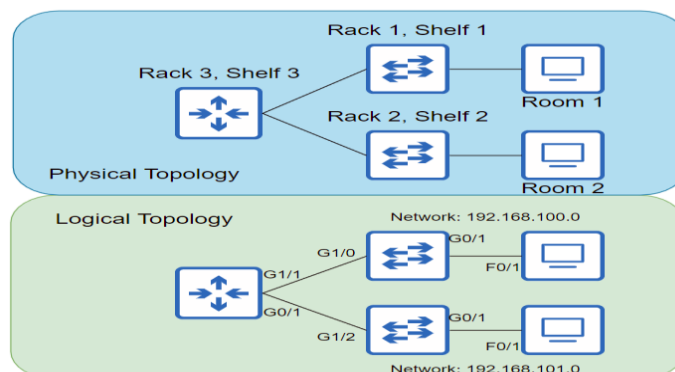 Rack 1, Shelf 1
Rack 3, Shelf 3
Room 1
Rack 2, Shelf 2
Physical Topology
Room 2
Logical Topology
Network: 192.168.100.0
G0/1
G1/0
F0/1
G1/1
G0/1
G0/1
G1/2
F0/1
Network: 192.168.101.0